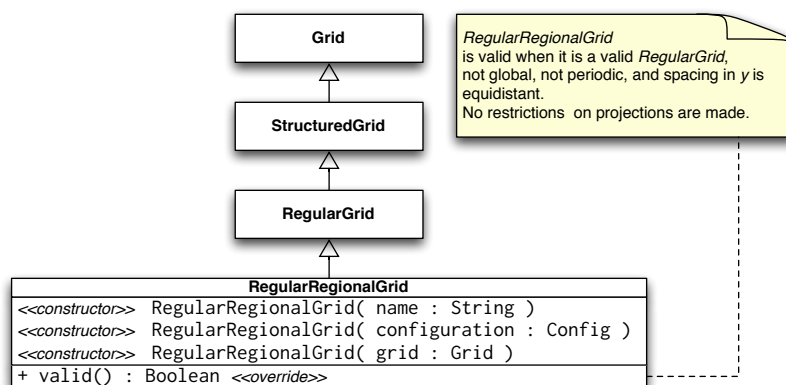 Grid
RegularRegionalGrid
is valid when it is a valid RegularGrid,
not global, not periodic, and spacing in y is
equidistant.
No restrictions on projections are made.
StructuredGrid
RegularGrid
RegularRegionalGrid
<<constructor>> RegularRegionalGrid( name : String )
<<constructor>> RegularRegionalGrid( configuration : Config )
<<constructor>> RegularRegionalGrid( grid : Grid )
+ valid() : Boolean <<override>>